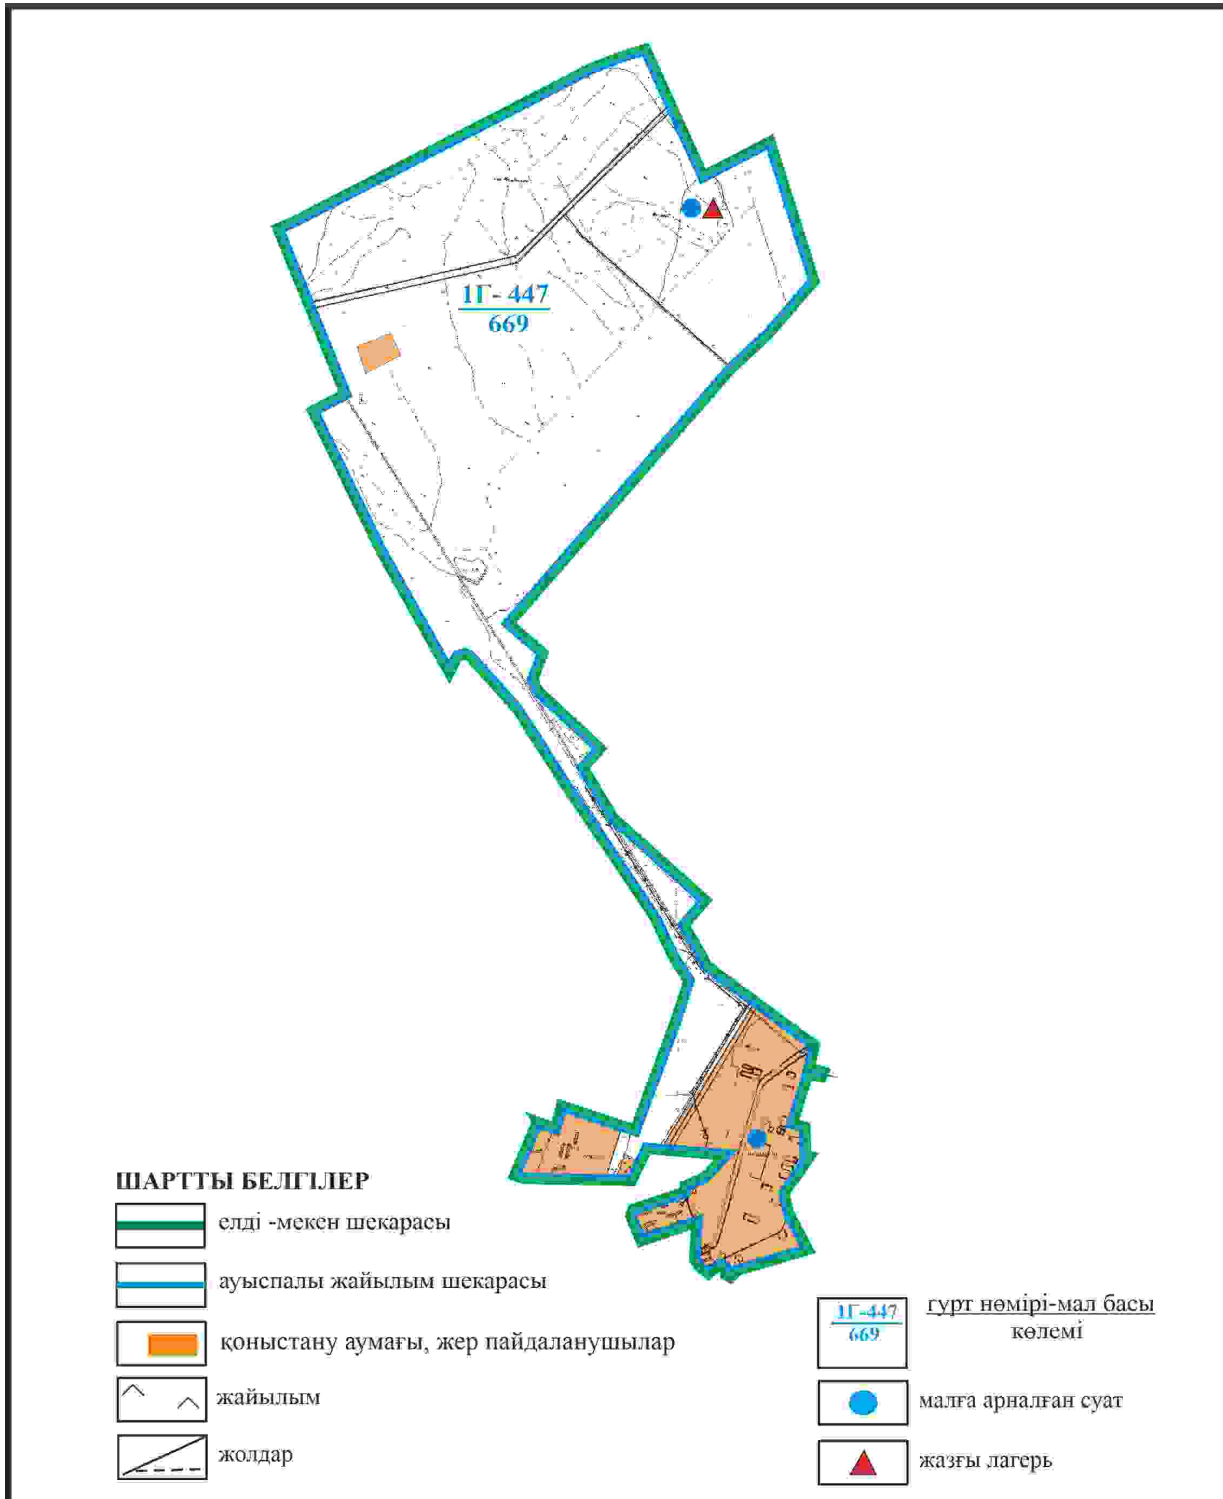 1Г- 447
669
ШАРТТЫ БЕЛГІЛЕР
елді -мекен шекарасы
ауыспалы жайылым шекарасы
қоныстану аумағы, жер пайдаланушылар
жайылым
жолдар
1Г-447
669
гурт нөмірі-мал басы
көлемі
малға арналған суат
жазғы лагерь